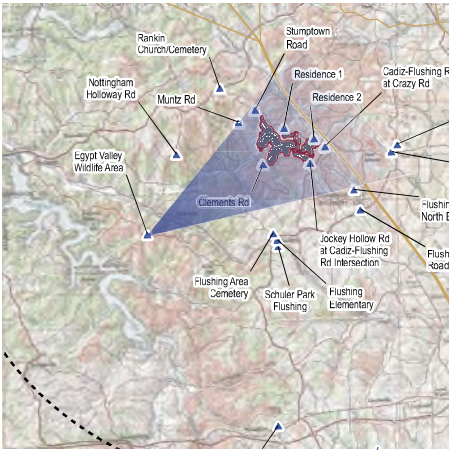 Stumptown
Road
Rankin
Church/Cemetery
Residence 1
Cadiz-Flushing R
at Crazy Rd
Nottingham
Holloway Rd
Muntz Rd
Residence 2
Egypt Valley
Wildlife Area
Clements Rd
Flushin
North E
Jockey Hollow Rd
at Cadiz-Flushing
Rd Intersection
Flush
Road
Flushing Area
Cemetery
Schuler Park
Flushing
Flushing
Elementary